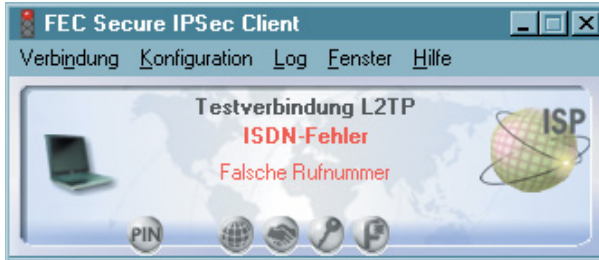 FEC Secure IPSec Client
Verbindung Konfiguration Log Fenster Hilfe
Testverbindung L2TP
ISDN-Fehler
ISP
Falsche Rufnummer
PIN